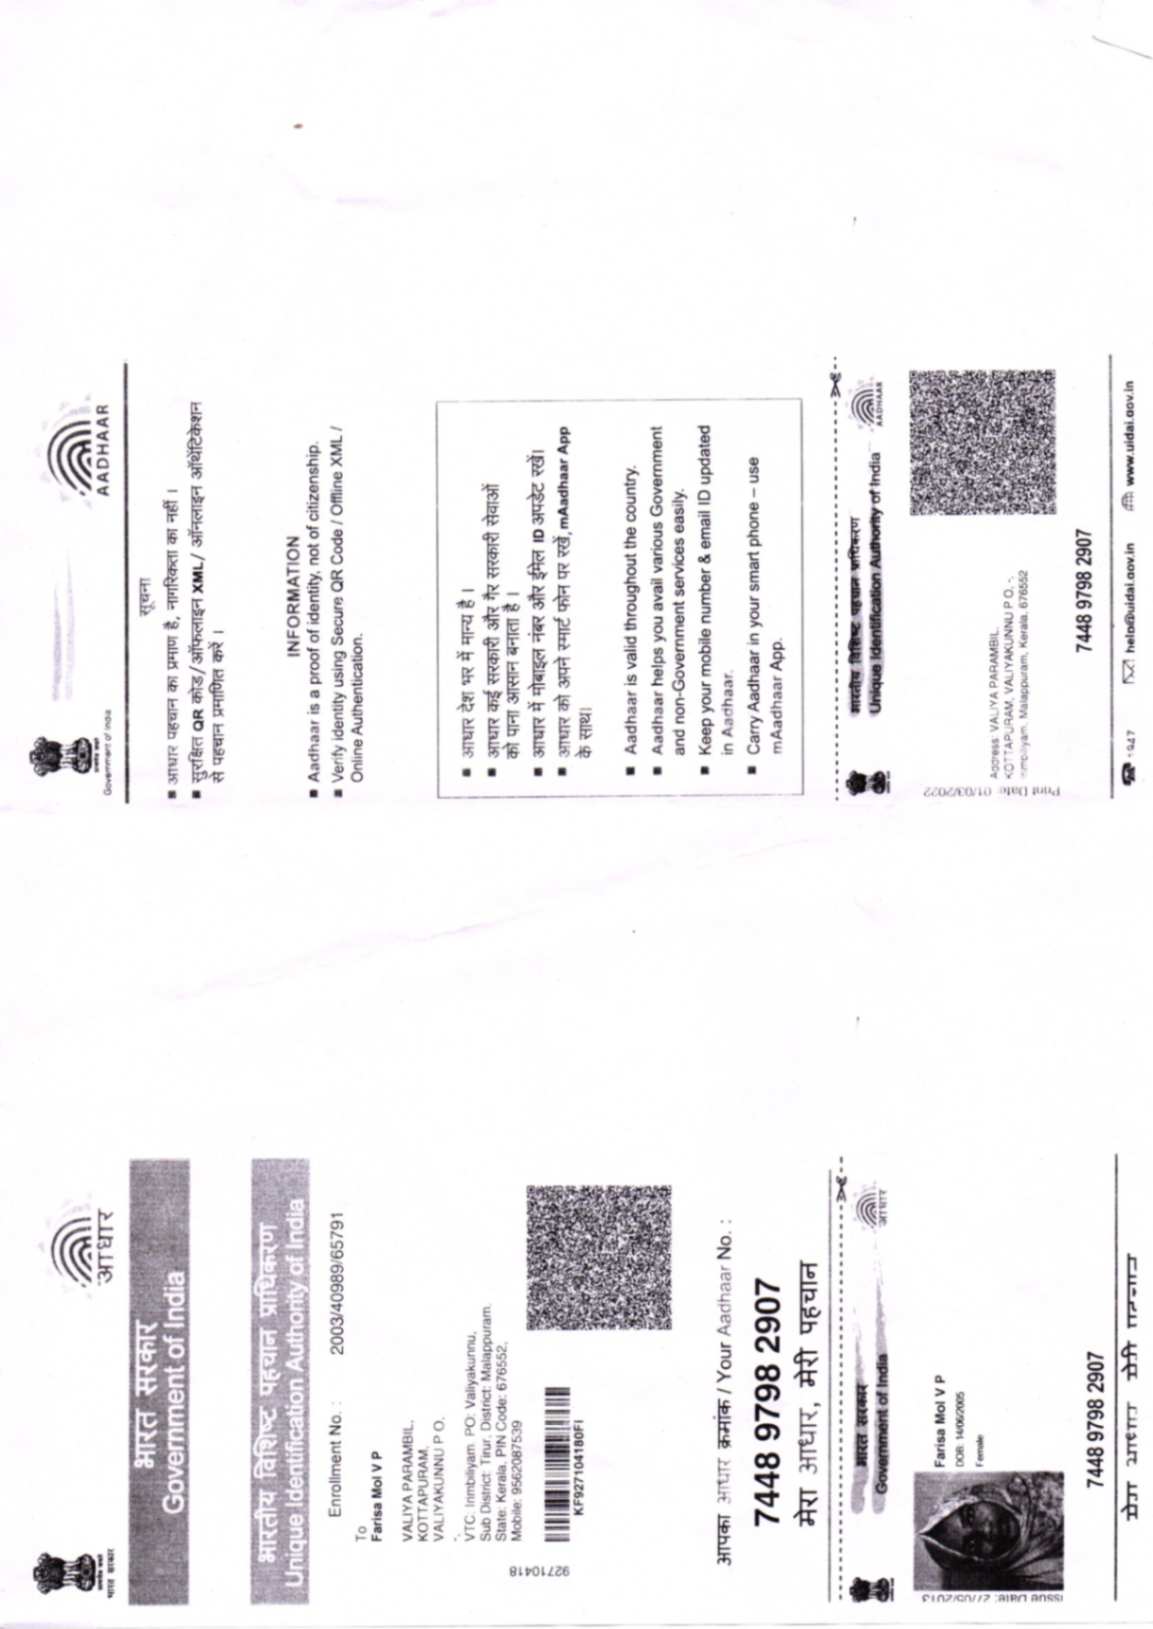 आधार
भारत सरकार
भारत सरकार
Government of India
भारतीय विशिष्ट पहचान प्राधिकरण
Unique Identification Authority of India
Enrollment No. : 2003/40989/65791
To
Farisa Mol V P
VALIYA PARAMBIL,
KOTTAPURAM,
VALIYAKUNNU P O,
VTC: Irimbiliyam, PO: Valiyakunnu,
Sub District: Tirur, District: Malappuram,
State: Kerala, PIN Code: 676552,
Mobile: 9562087539
92710418
KF927104180FI
आपका आधार क्रमांक / Your Aadhaar No. :
7448 9798 2907
मेरा आधार, मेरी पहचान
आधार
भारत सरकार
Government of India
Issue Date: 27/05/2013
Farisa Mol V P
DOB: 14/06/2005
Female
7448 9798 2907
मेरा आधार, मेरी पहचान
Government of India
AADHAAR
सूचना
■ आधार पहचान का प्रमाण है, नागरिकता का नहीं ।
■ सुरक्षित QR कोड / ऑफलाइन XML / ऑनलाइन ऑथेंटिकेशन
से पहचान प्रमाणित करें ।
INFORMATION
■ Aadhaar is a proof of identity, not of citizenship.
■ Verify identity using Secure QR Code / Offline XML /
Online Authentication.
■ आधार देश भर में मान्य है ।
■ आधार कई सरकारी और गैर सरकारी सेवाओं
को पाना आसान बनाता है ।
■ आधार में मोबाइल नंबर और ईमेल ID अपडेट रखें।
■ आधार को अपने स्मार्ट फोन पर रखें, mAadhaar App
के साथ।
■ Aadhaar is valid throughout the country.
■ Aadhaar helps you avail various Government
and non-Government services easily.
■ Keep your mobile number & email ID updated
in Aadhaar.
■ Carry Aadhaar in your smart phone – use
mAadhaar App.
भारतीय विशिष्ट पहचान प्राधिकरण
Unique Identification Authority of India
AADHAAR
Print Date: 01/03/2022
Address: VALIYA PARAMBIL,
KOTTAPURAM, VALIYAKUNNU P O,
Irimbiliyam, Malappuram, Kerala, 676552
7448 9798 2907
1947 help@uidai.gov.in www.uidai.gov.in